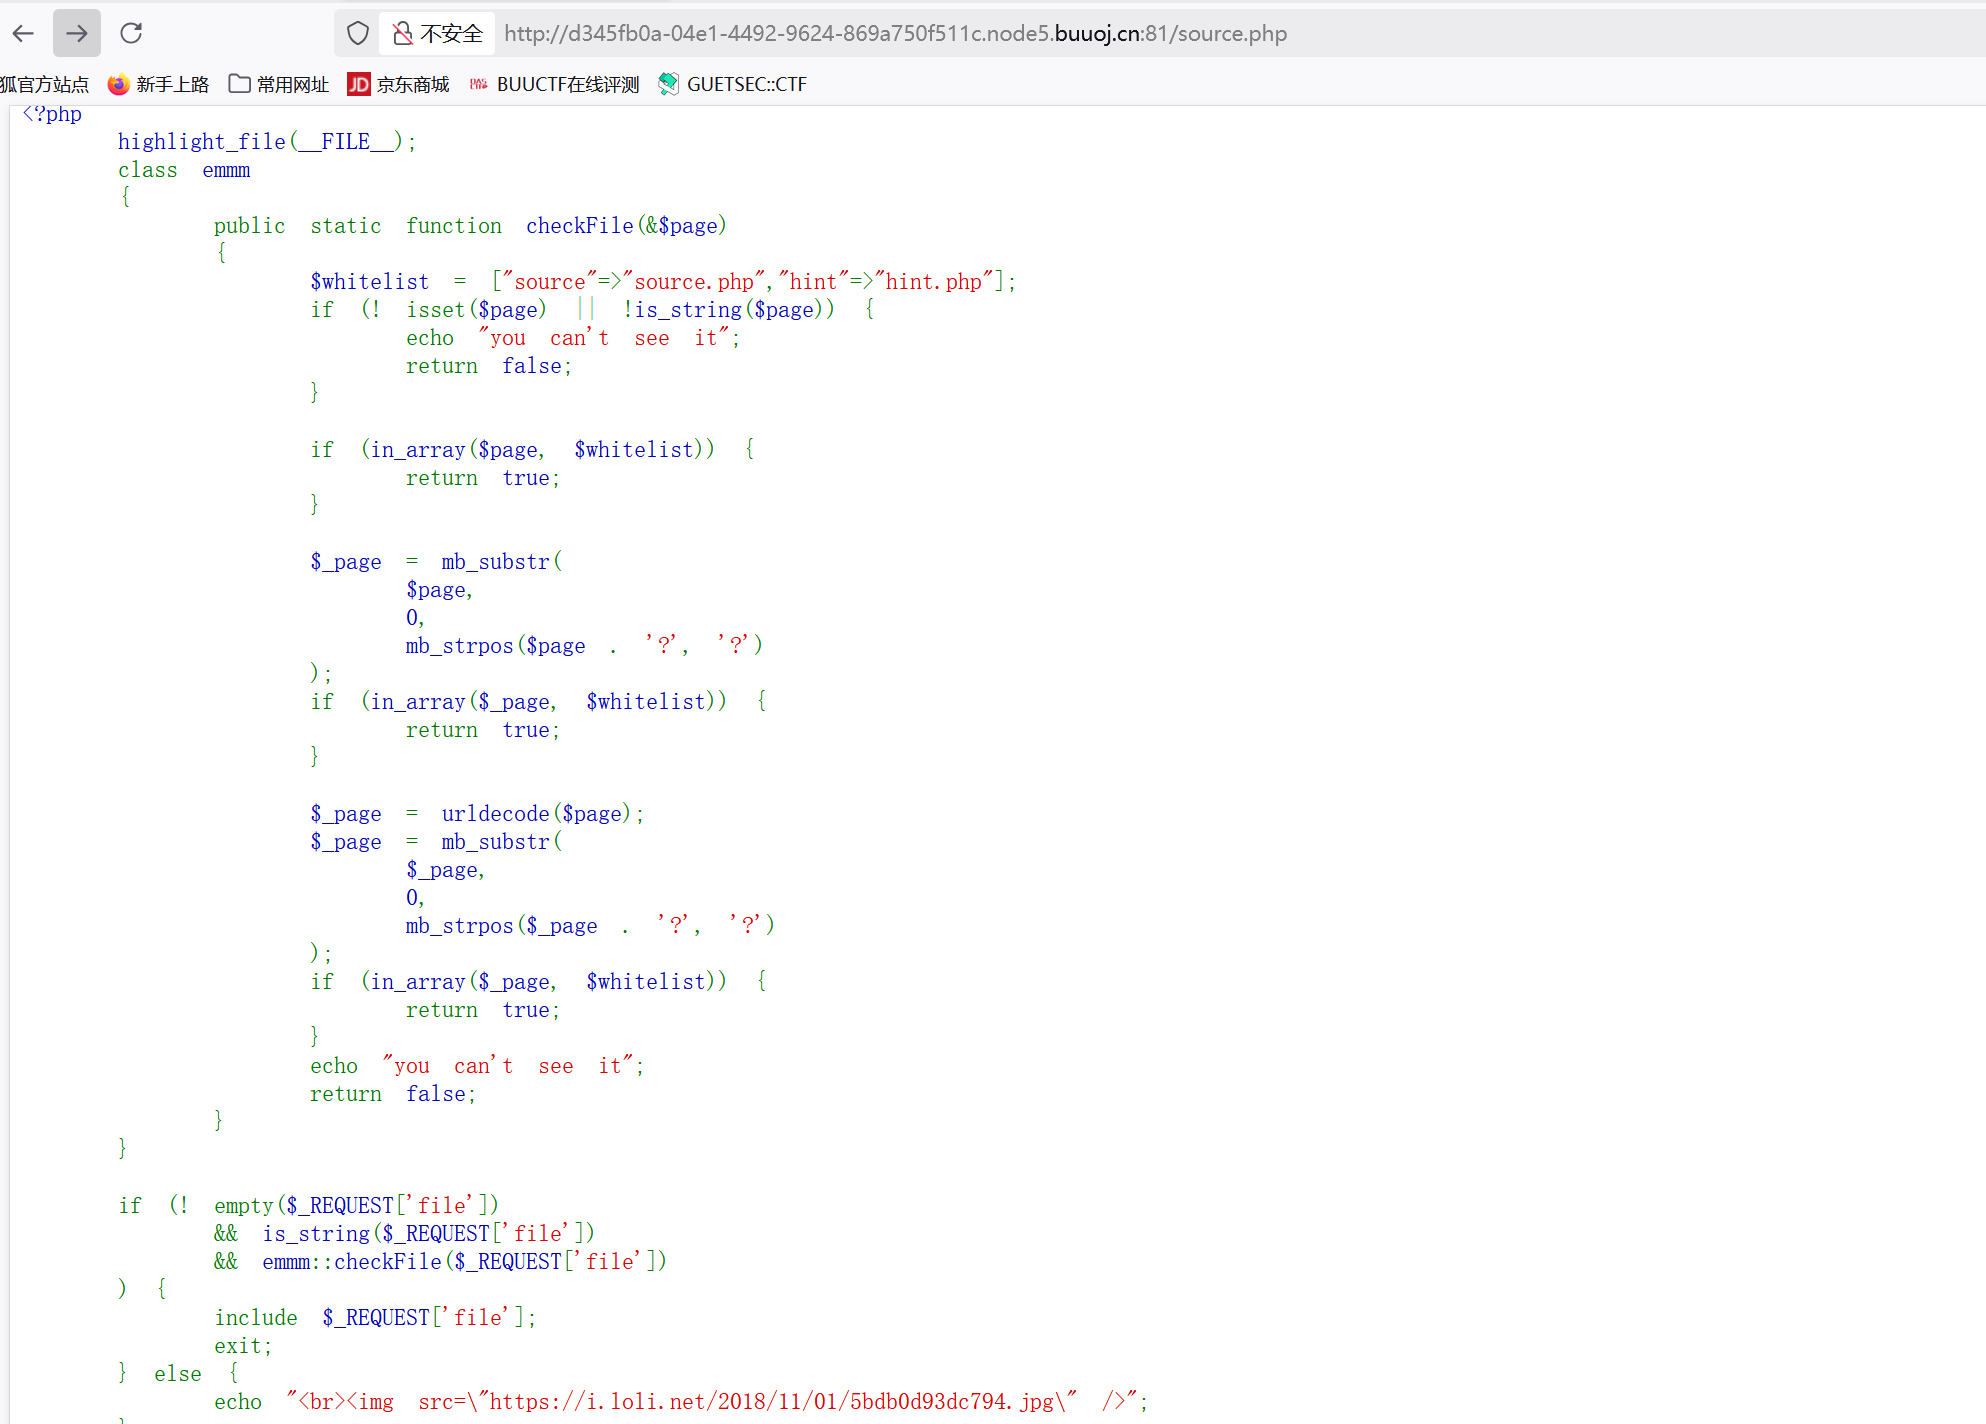 不安全 http://d345fb0a-04e1-4492-9624-869a750f511c.node5.buuoj.cn:81/source.php
狐官方站点 新手上路 常用网址 JD 京东商城 BUUCTF在线评测 GUETSEC::CTF
<?php
highlight_file(__FILE__);
class emmm
{
public static function checkFile(&$page)
{
$whitelist = ["source"=>"source.php","hint"=>"hint.php"];
if (! isset($page) || !is_string($page)) {
echo "you can't see it";
return false;
}
if (in_array($page, $whitelist)) {
return true;
}
$_page = mb_substr(
$page,
0,
mb_strpos($page . '?', '?')
);
if (in_array($_page, $whitelist)) {
return true;
}
$_page = urldecode($page);
$_page = mb_substr(
$_page,
0,
mb_strpos($_page . '?', '?')
);
if (in_array($_page, $whitelist)) {
return true;
}
echo "you can't see it";
return false;
}
}
if (! empty($_REQUEST['file'])
&& is_string($_REQUEST['file'])
&& emmm::checkFile($_REQUEST['file'])
) {
include $_REQUEST['file'];
exit;
} else {
echo "<br><img src=\"https://i.loli.net/2018/11/01/5bdb0d93dc794.jpg\" />";